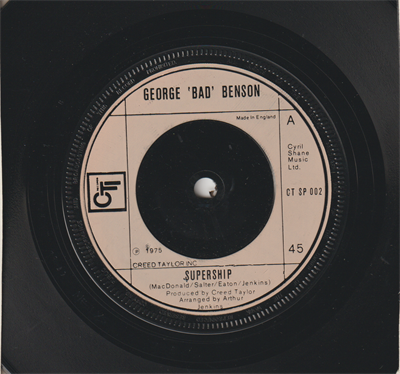 GEORGE 'BAD' BENSON
Made in England
A
Cyril
Shane
Music
Ltd.
CTI
CT SP 002
℗ 1975
45
CREED TAYLOR INC
SUPERSHIP
(MacDonald/Salter/Eaton/Jenkins)
Produced by Creed Taylor
Arranged by Arthur
Jenkins